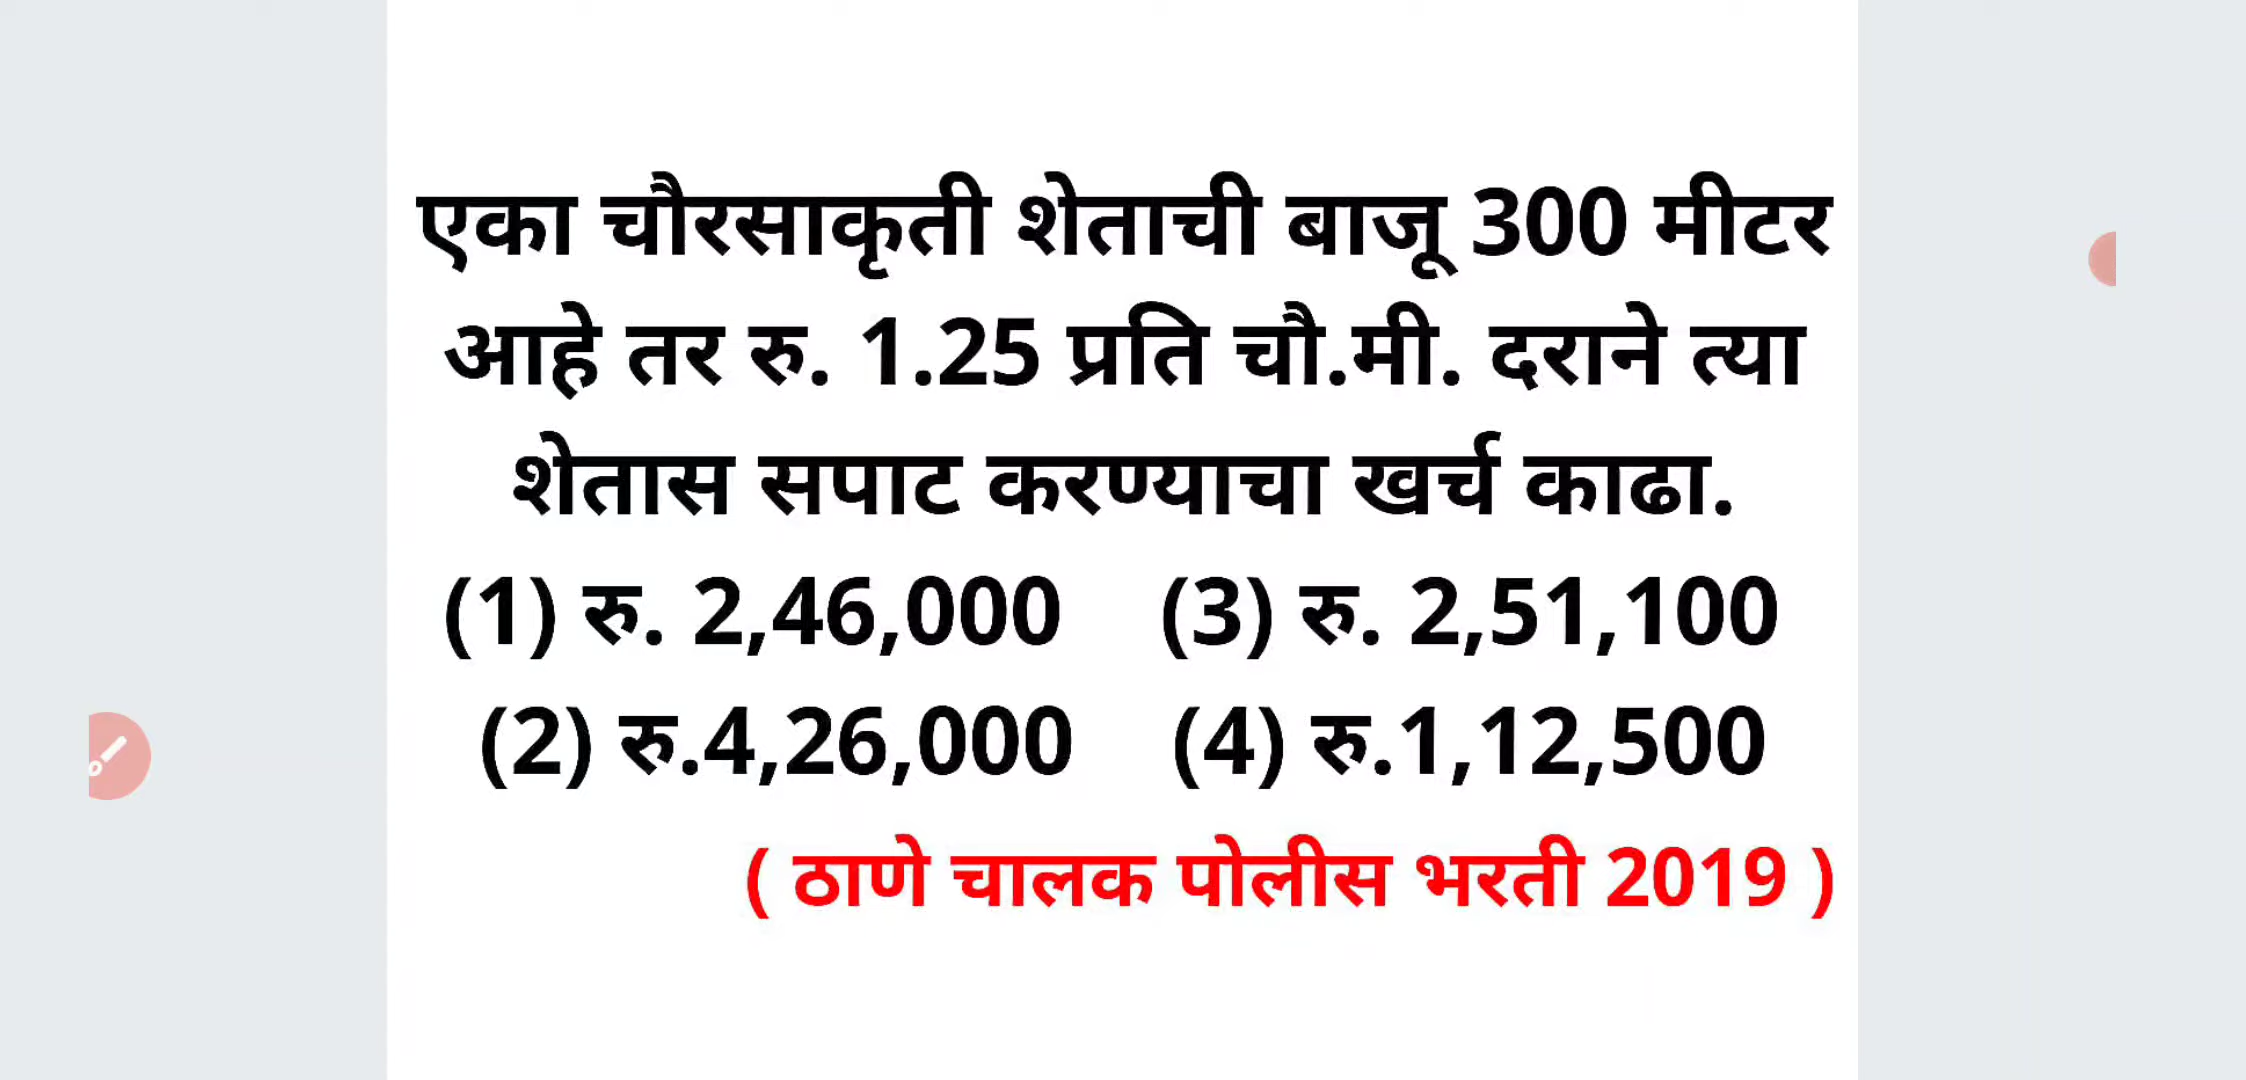 एका चौरसाकृती शेताची बाजू 300 मीटर
आहे तर रु. 1.25 प्रति चौ.मी. दराने त्या
शेतास सपाट करण्याचा खर्च काढा.
(1) रु. 2,46,000 (3) रु. 2,51,100
(2) रु.4,26,000 (4) रु.1,12,500
( ठाणे चालक पोलीस भरती 2019 )